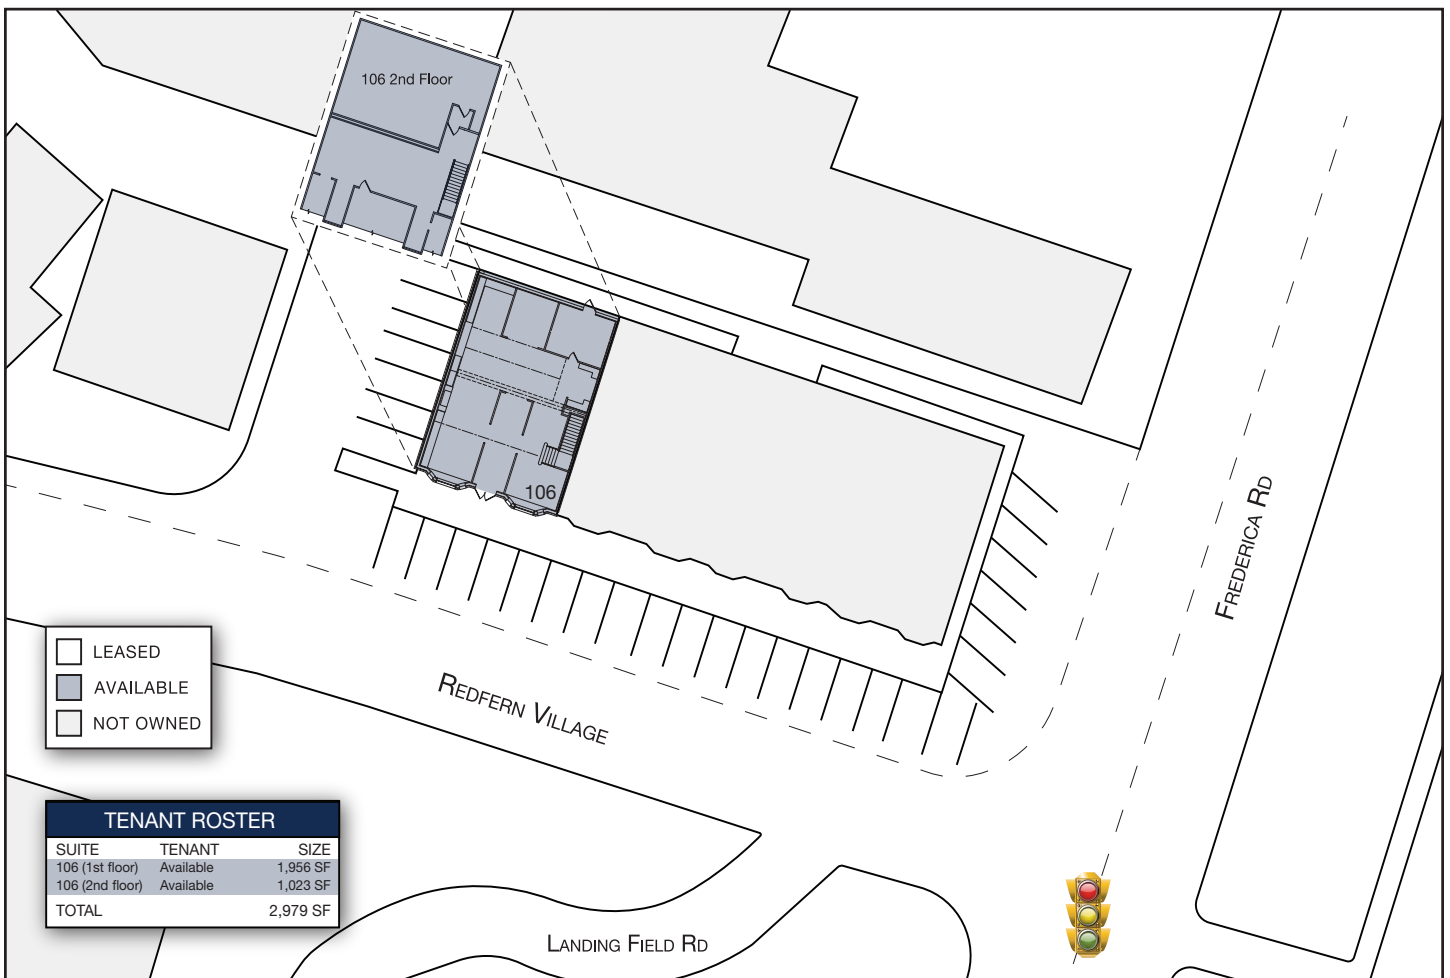 106 2nd Floor
106
FREDERICA RD
REDFERN VILLAGE
LEASED
AVAILABLE
NOT OWNED
TENANT ROSTER
SUITE TENANT SIZE
106 (1st floor) Available 1,956 SF
106 (2nd floor) Available 1,023 SF
TOTAL 2,979 SF
LANDING FIELD RD